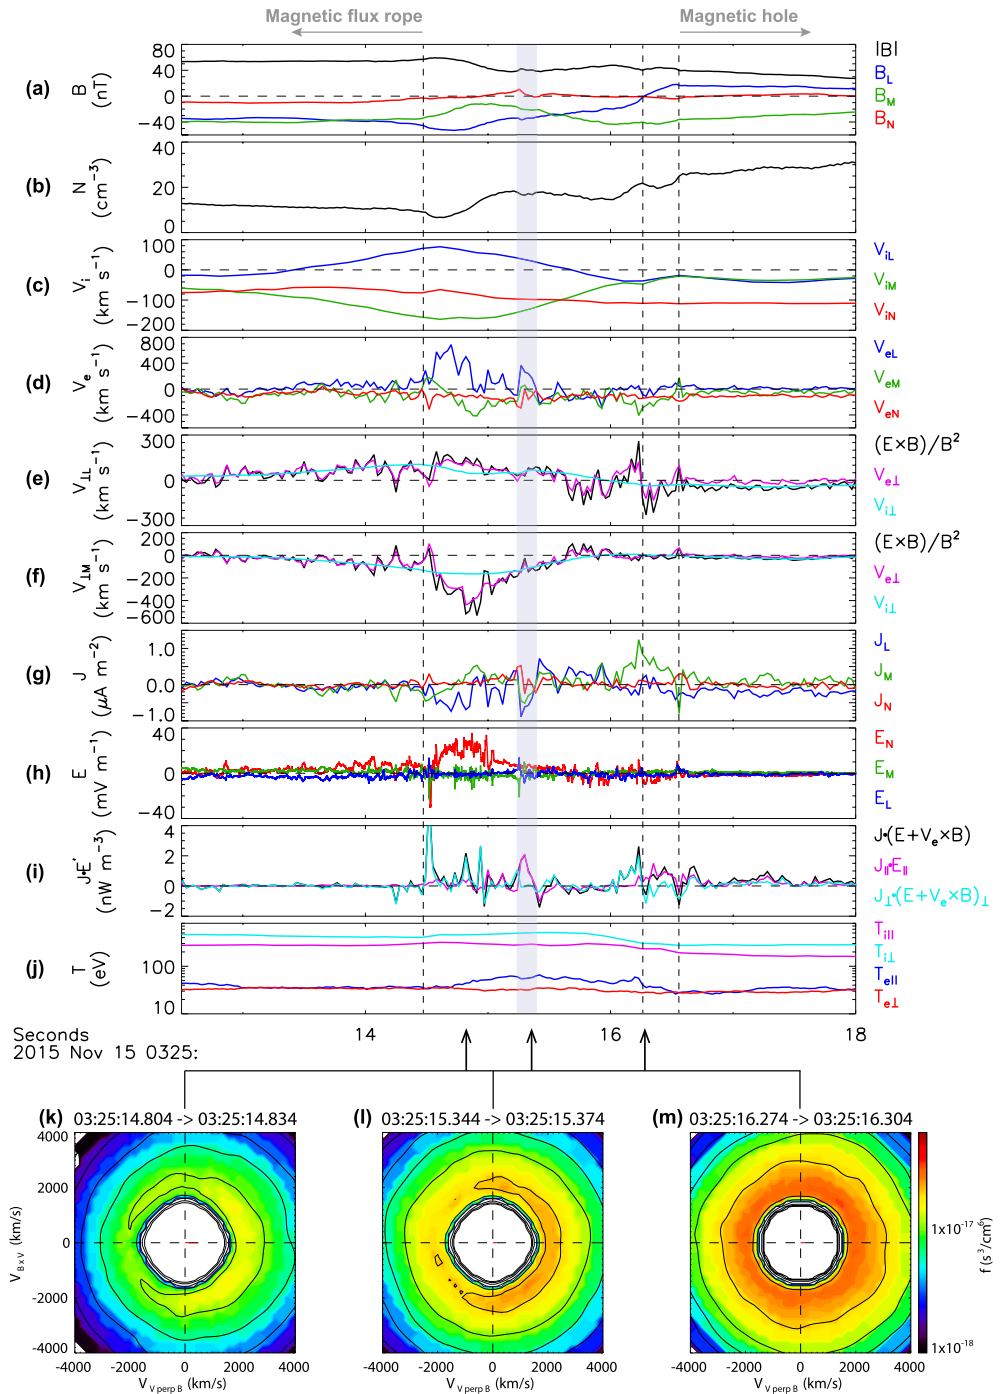 Magnetic flux rope
Magnetic hole
(a)
B
(nT)
80
40
0
−40
|B|
B_L
B_M
B_N
(b)
N
(cm⁻³)
40
20
0
(c)
V_i
(km s⁻¹)
100
0
−100
−200
V_iL
V_iM
V_iN
(d)
V_e
(km s⁻¹)
800
400
0
−400
V_eL
V_eM
V_eN
(e)
V_⊥L
(km s⁻¹)
300
0
−300
(E×B)/B²
V_e⊥
V_i⊥
(f)
V_⊥M
(km s⁻¹)
200
0
−200
−400
−600
(E×B)/B²
V_e⊥
V_i⊥
(g)
J
(μA m⁻²)
1.0
0.0
−1.0
J_L
J_M
J_N
(h)
E
(mV m⁻¹)
40
0
−40
E_N
E_M
E_L
(i)
J•E′
(nW m⁻³)
4
2
0
−2
J•(E+V_e×B)
J_||•E_||
J_⊥•(E+V_e×B)_⊥
(j)
T
(eV)
100
10
T_i||
T_i⊥
T_e||
T_e⊥
Seconds
2015 Nov 15 0325:
14 15 16 18
(k) 03:25:14.804 -> 03:25:14.834
(l) 03:25:15.344 -> 03:25:15.374
(m) 03:25:16.274 -> 03:25:16.304
4000
2000
0
-2000
-4000
V_B x V (km/s)
-4000 -2000 0 2000 4000
-4000 -2000 0 2000 4000
-4000 -2000 0 2000 4000
V_V perp B (km/s)
V_V perp B (km/s)
V_V perp B (km/s)
1x10⁻¹⁷
1x10⁻¹⁸
f (s³/cm⁻⁶)